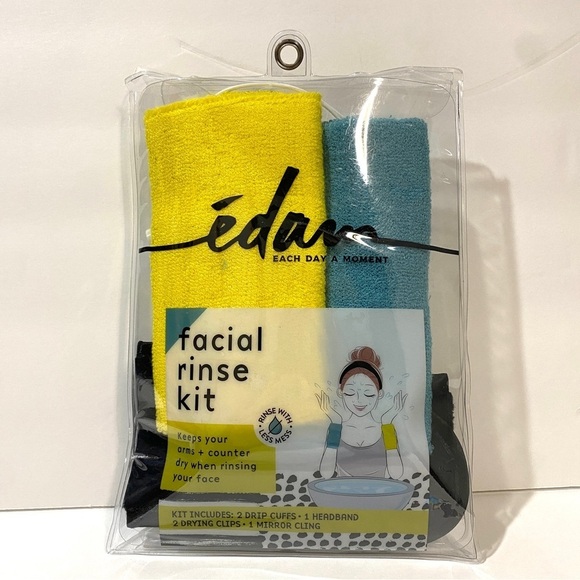 édam
EACH DAY A MOMENT
facial
rinse
kit
RINSE WITH
LESS MESS
Keeps your
arms + counter
dry when rinsing
your face
KIT INCLUDES: 2 DRIP CUFFS • 1 HEADBAND
2 DRYING CLIPS • 1 MIRROR CLING